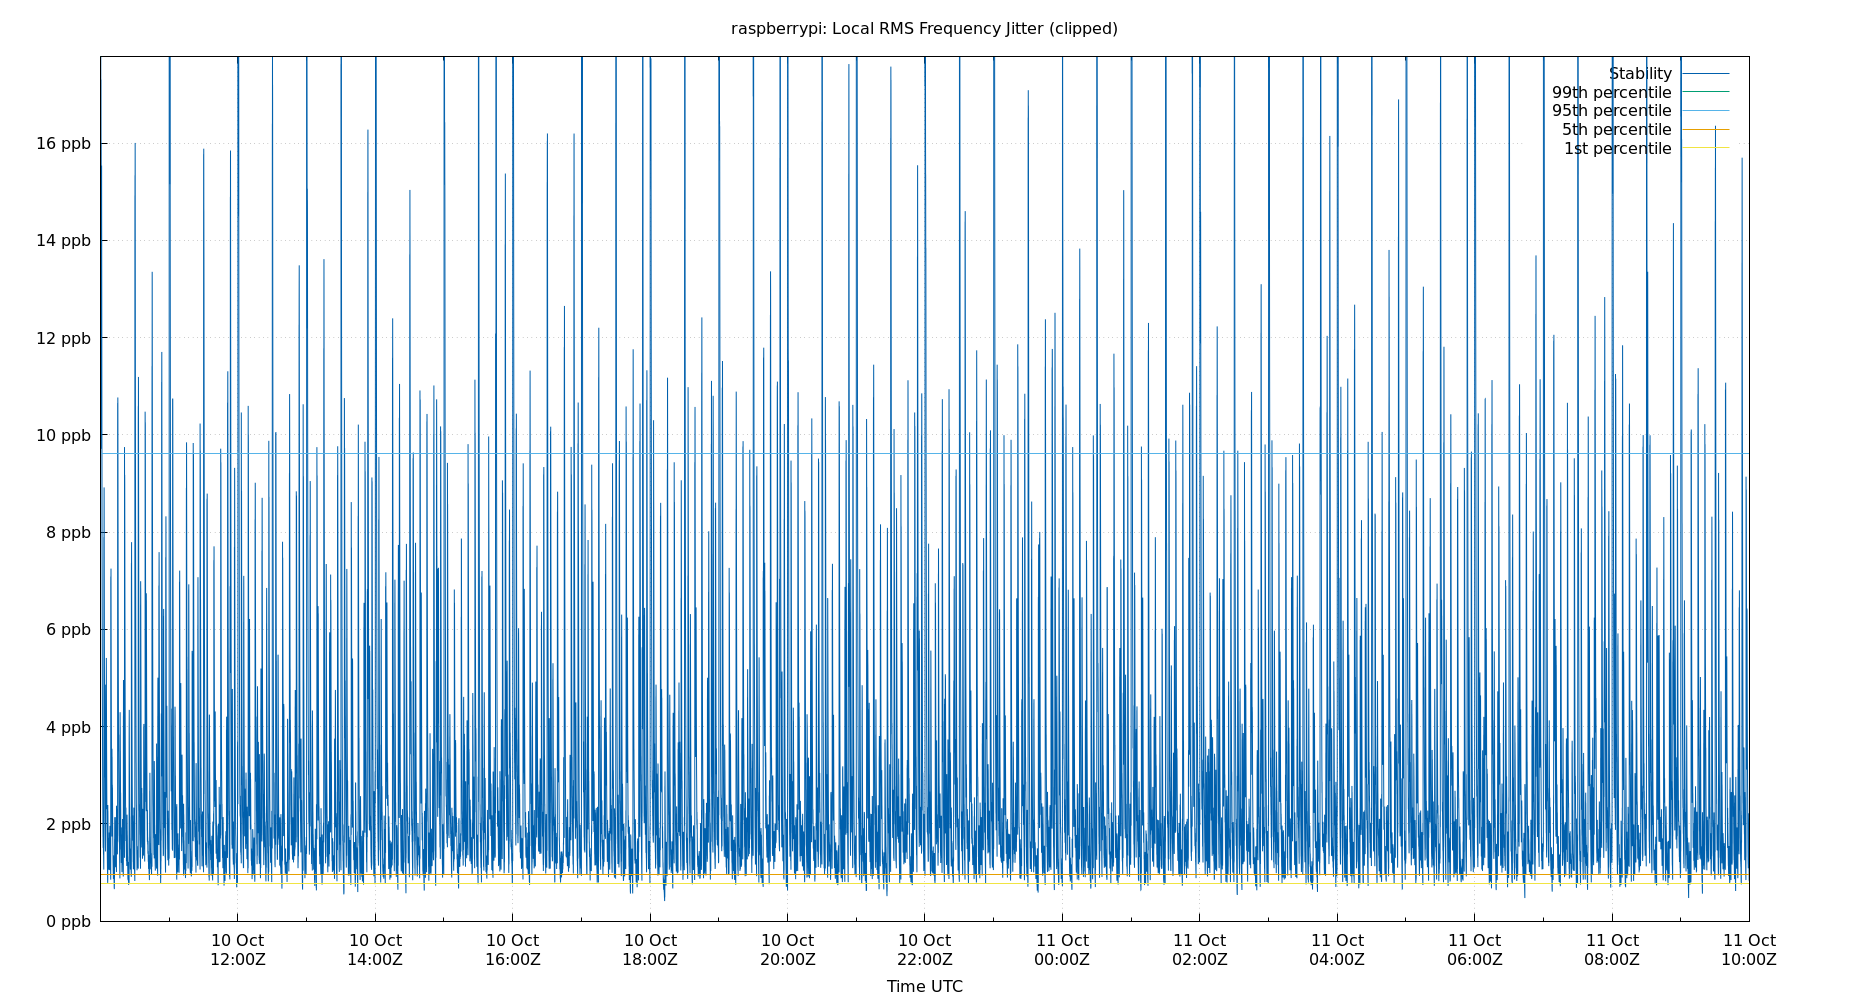 raspberrypi: Local RMS Frequency Jitter (clipped)
Stability
99th percentile
95th percentile
5th percentile
1st percentile
16 ppb
14 ppb
12 ppb
10 ppb
8 ppb
6 ppb
4 ppb
2 ppb
0 ppb
10 Oct 10 Oct 10 Oct 10 Oct 10 Oct 10 Oct 11 Oct 11 Oct 11 Oct 11 Oct 11 Oct 11 Oct
12:00Z 14:00Z 16:00Z 18:00Z 20:00Z 22:00Z 00:00Z 02:00Z 04:00Z 06:00Z 08:00Z 10:00Z
Time UTC